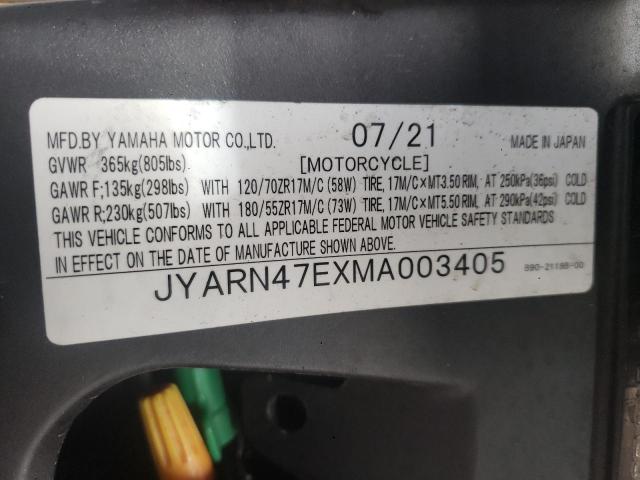 MFD.BY YAMAHA MOTOR CO.,LTD. 07/21 MADE IN JAPAN
GVWR 365kg(805lbs) [MOTORCYCLE]
GAWR F;135kg(298lbs) WITH 120/70ZR17M/C (58W) TIRE, 17M/C×MT3.50 RIM, AT 250kPa(36psi) COLD
GAWR R;230kg(507lbs) WITH 180/55ZR17M/C (73W) TIRE, 17M/C×MT5.50 RIM, AT 290kPa(42psi) COLD
THIS VEHICLE CONFORMS TO ALL APPLICABLE FEDERAL MOTOR VEHICLE SAFETY STANDARDS
IN EFFECT ON THE DATE OF MANUFACTURE SHOWN ABOVE.
JYARN47EXMA003405